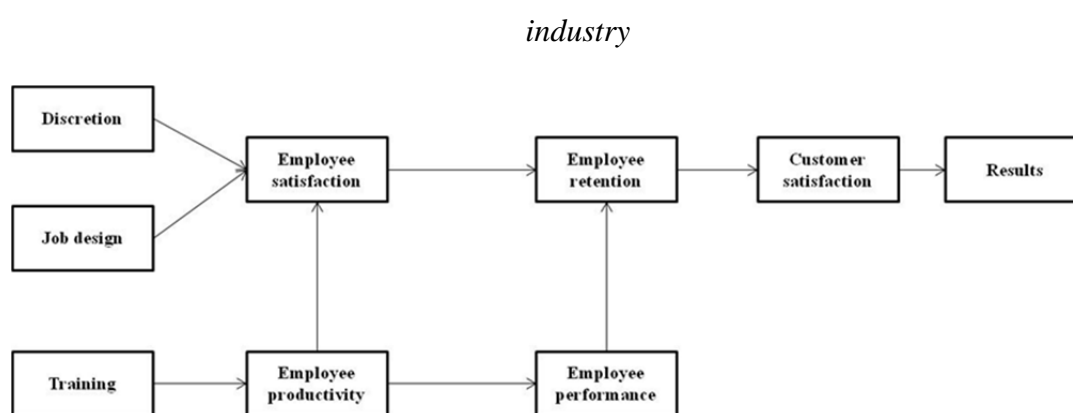 industry
Discretion
Employee
satisfaction
Employee
retention
Customer
satisfaction
Results
Job design
Training
Employee
productivity
Employee
performance